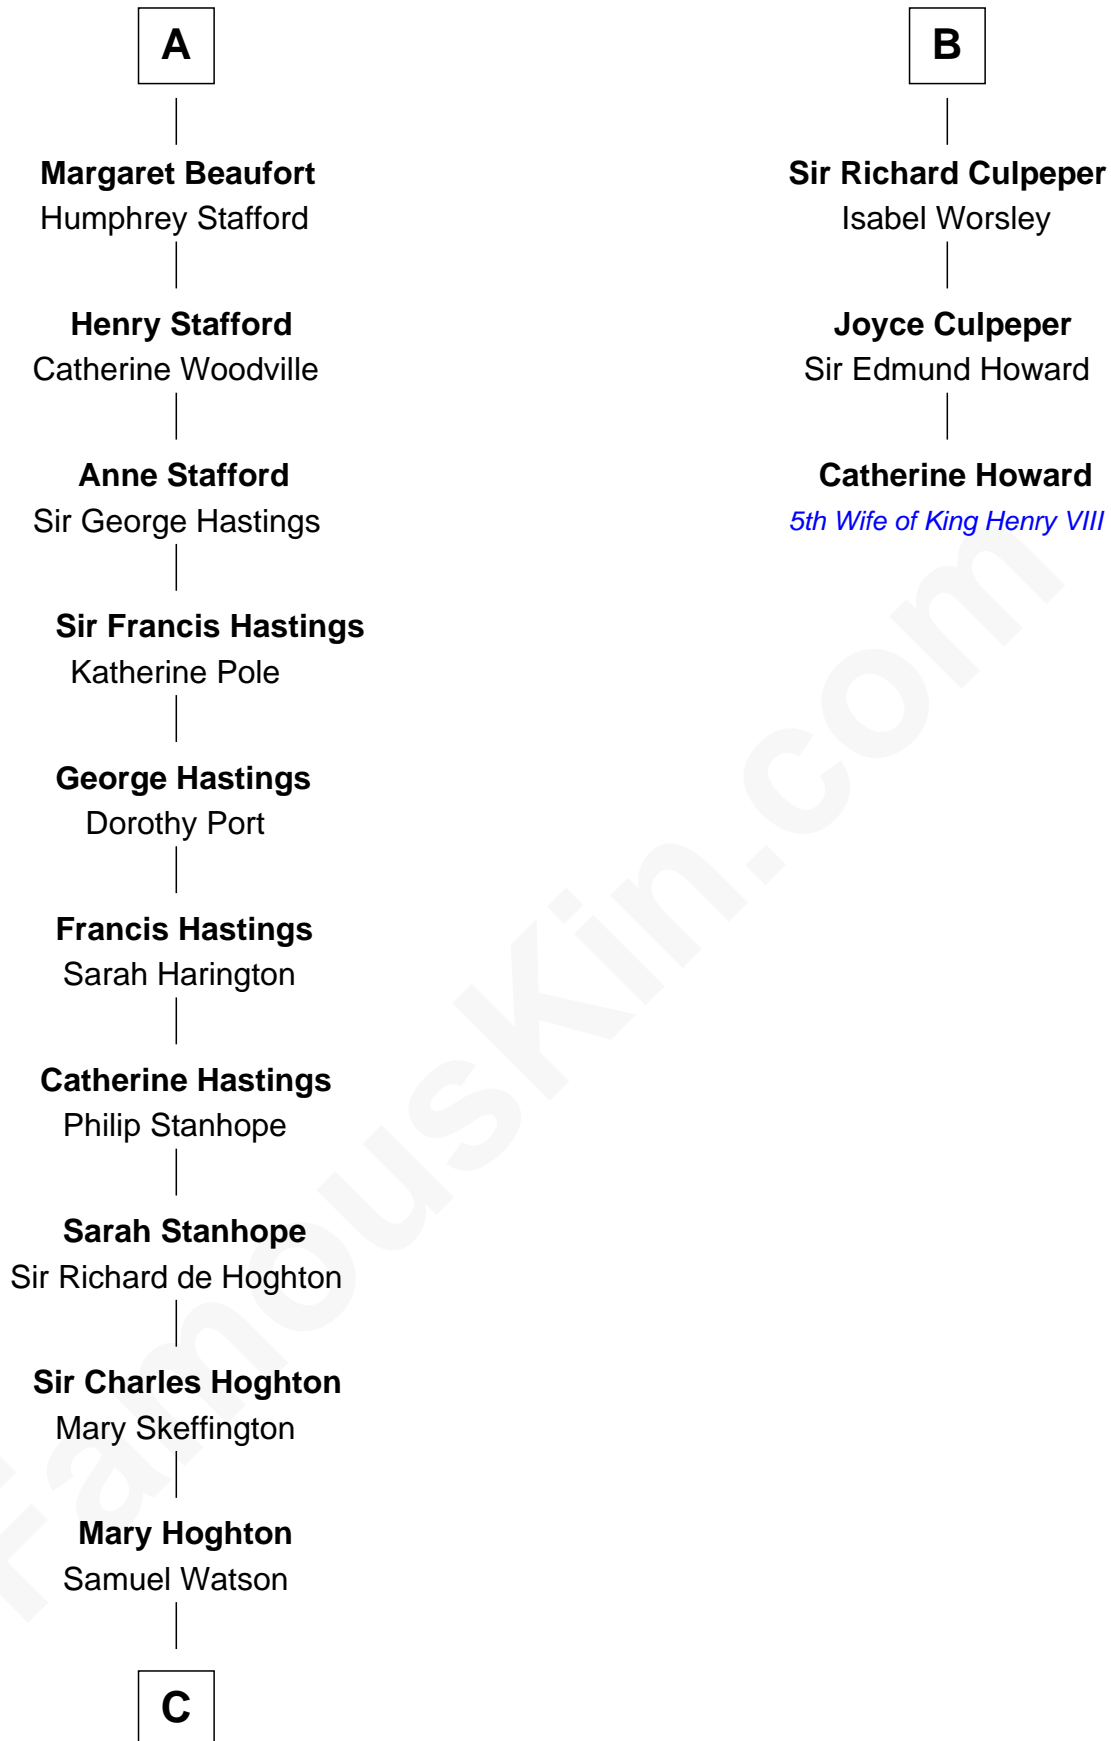 A
Margaret Beaufort
Humphrey Stafford
Henry Stafford
Catherine Woodville
Anne Stafford
Sir George Hastings
Sir Francis Hastings
Katherine Pole
George Hastings
Dorothy Port
Francis Hastings
Sarah Harington
Catherine Hastings
Philip Stanhope
Sarah Stanhope
Sir Richard de Hoghton
Sir Charles Hoghton
Mary Skeffington
Mary Hoghton
Samuel Watson
C
B
Sir Richard Culpeper
Isabel Worsley
Joyce Culpeper
Sir Edmund Howard
Catherine Howard
5th Wife of King Henry VIII
FamousKin.com